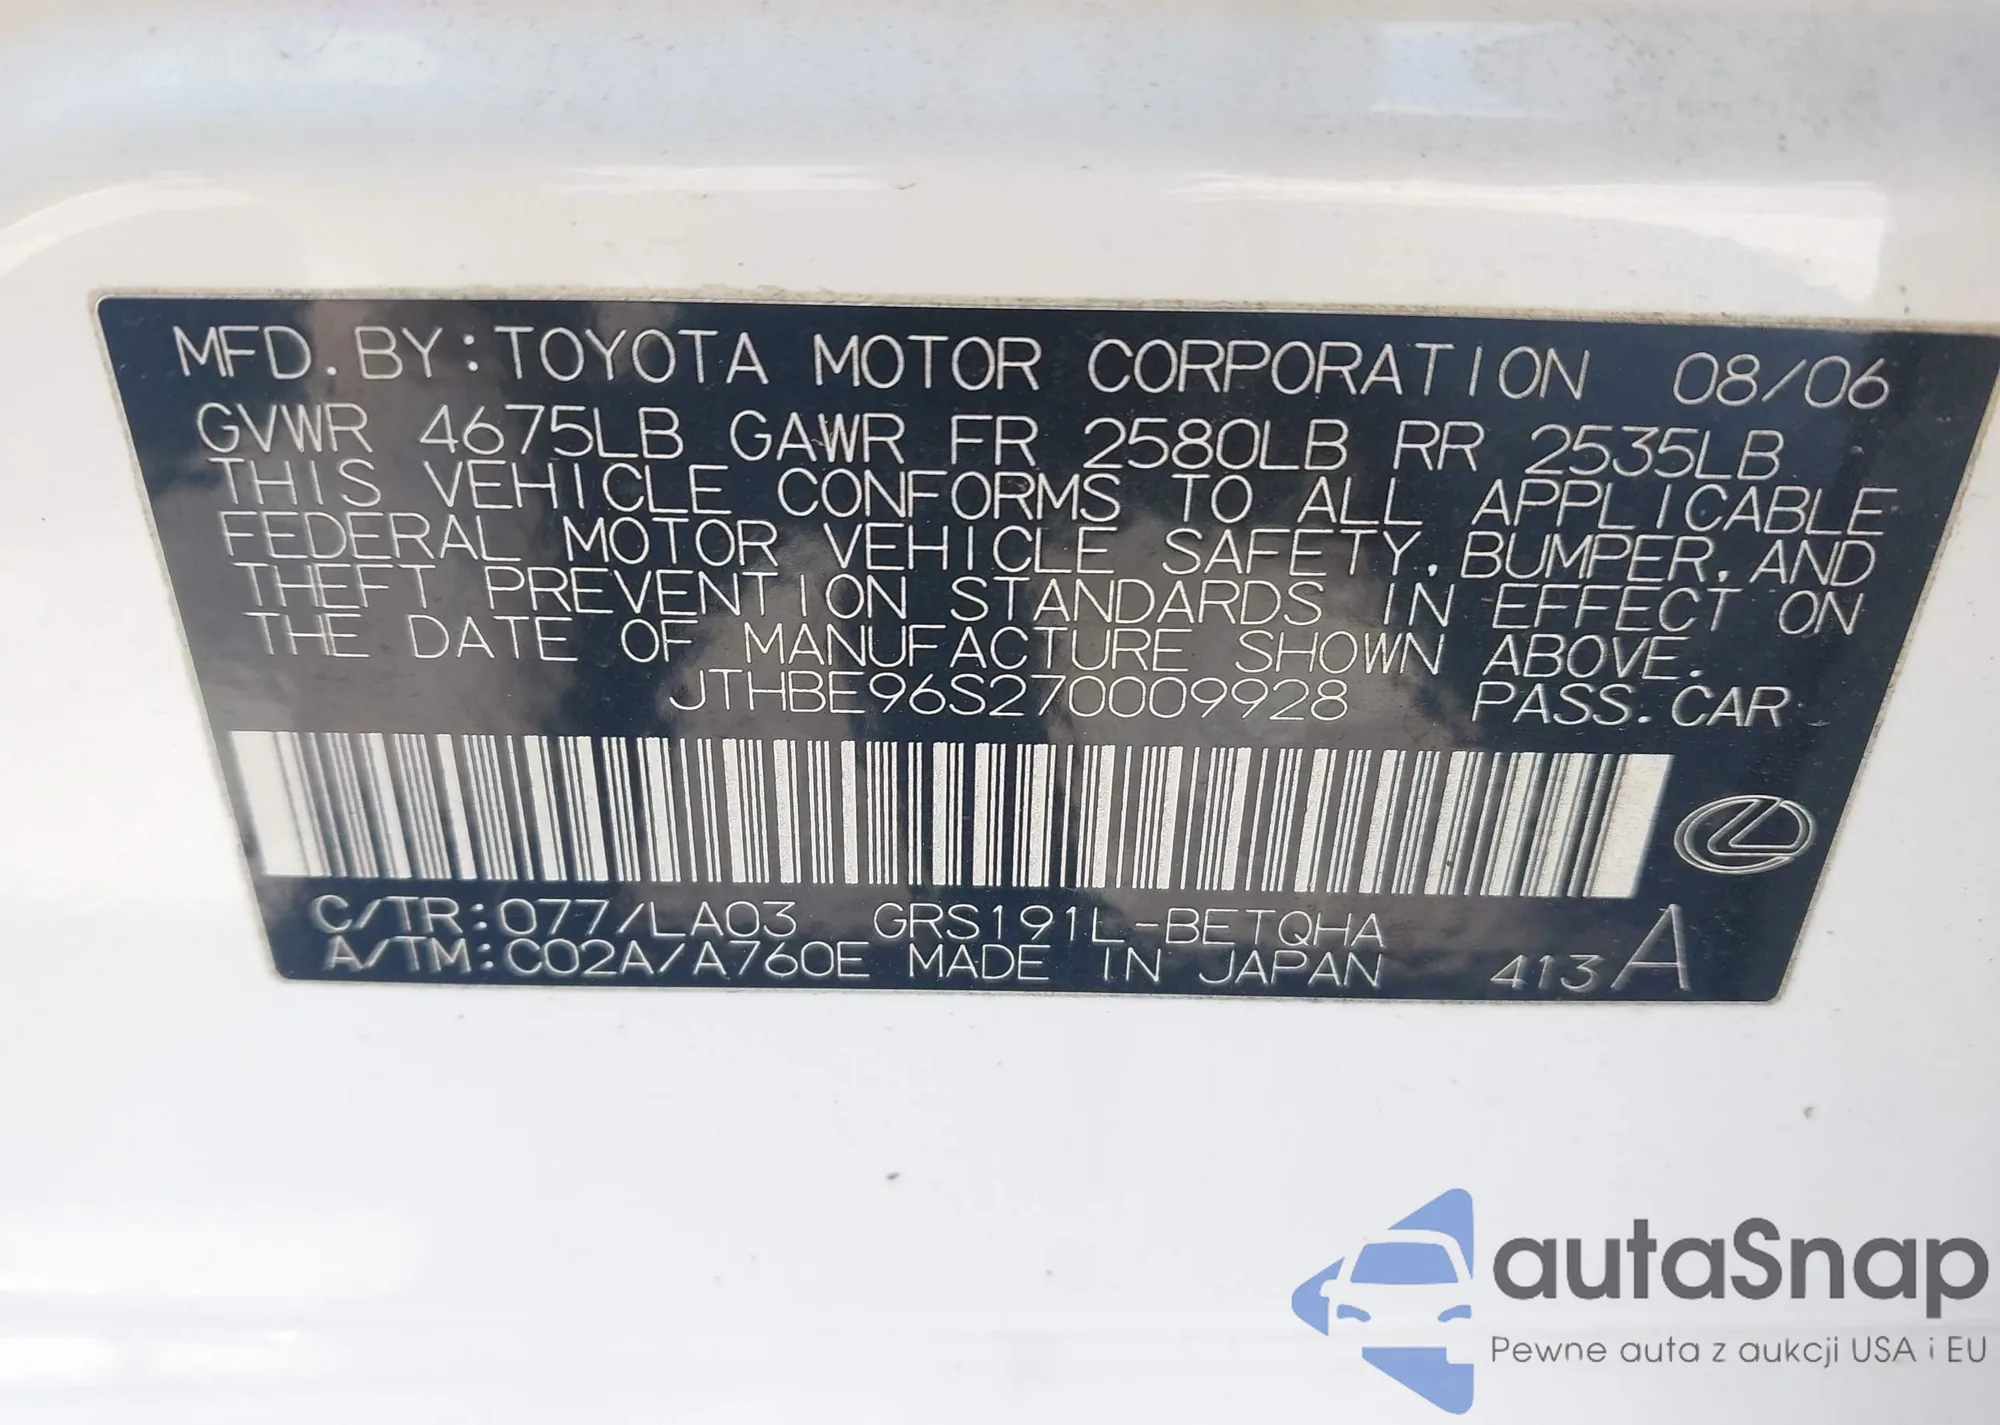 MFD. BY: TOYOTA MOTOR CORPORATION 08/06
GVWR 4675LB GAWR FR 2580LB RR 2535LB
THIS VEHICLE CONFORMS TO ALL APPLICABLE
FEDERAL MOTOR VEHICLE SAFETY, BUMPER, AND
THEFT PREVENTION STANDARDS IN EFFECT ON
THE DATE OF MANUFACTURE SHOWN ABOVE.
JTHBE96S270009928 PASS. CAR
C/TR: 077/LA03 GRS191L-BETQHA
A/TM: C02A/A760E MADE IN JAPAN 413 A
autaSnap
Pewne auta z aukcji USA i EU